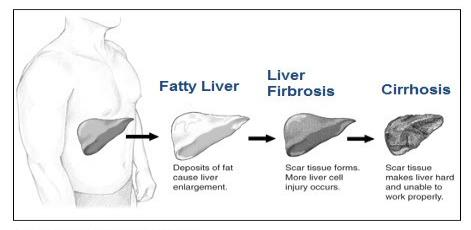 Fatty Liver
Deposits of fat
cause liver
enlargement.
Liver
Firbrosis
Scar tissue forms.
More liver cell
injury occurs.
Cirrhosis
Scar tissue
makes liver hard
and unable to
work properly.